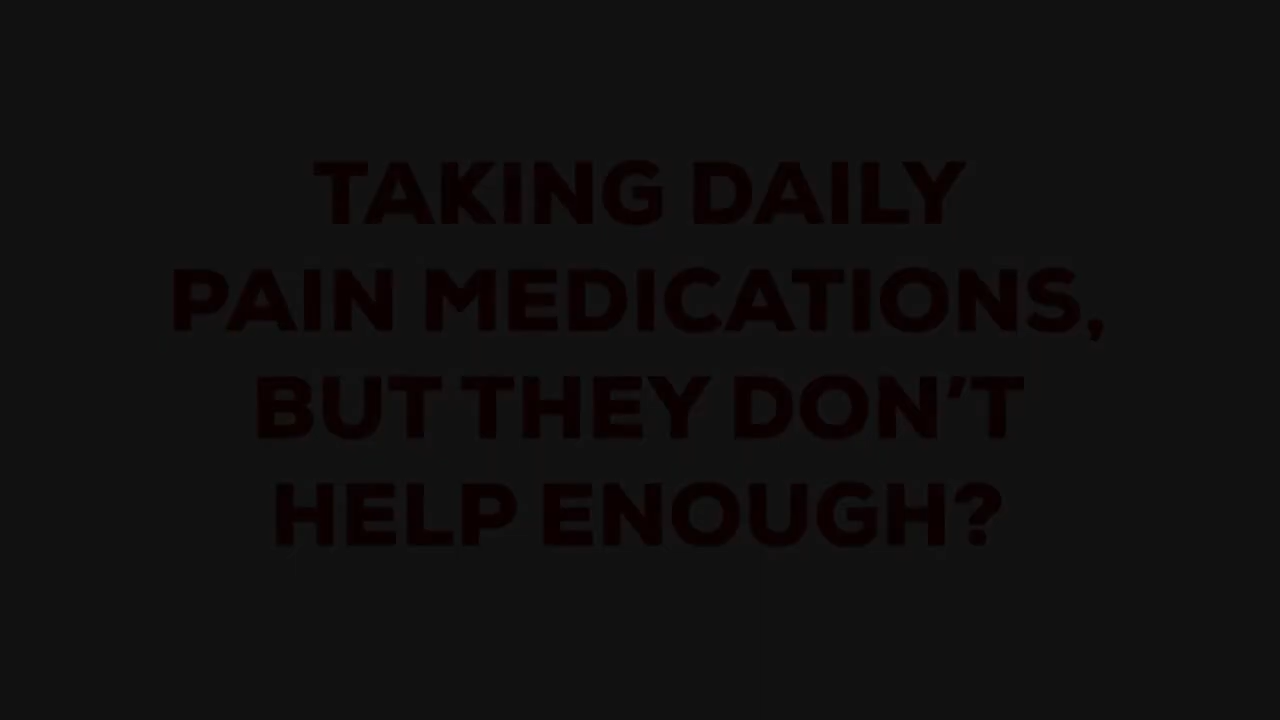 TAKING DAILY
PAIN MEDICATIONS,
BUT THEY DON’T
HELP ENOUGH?